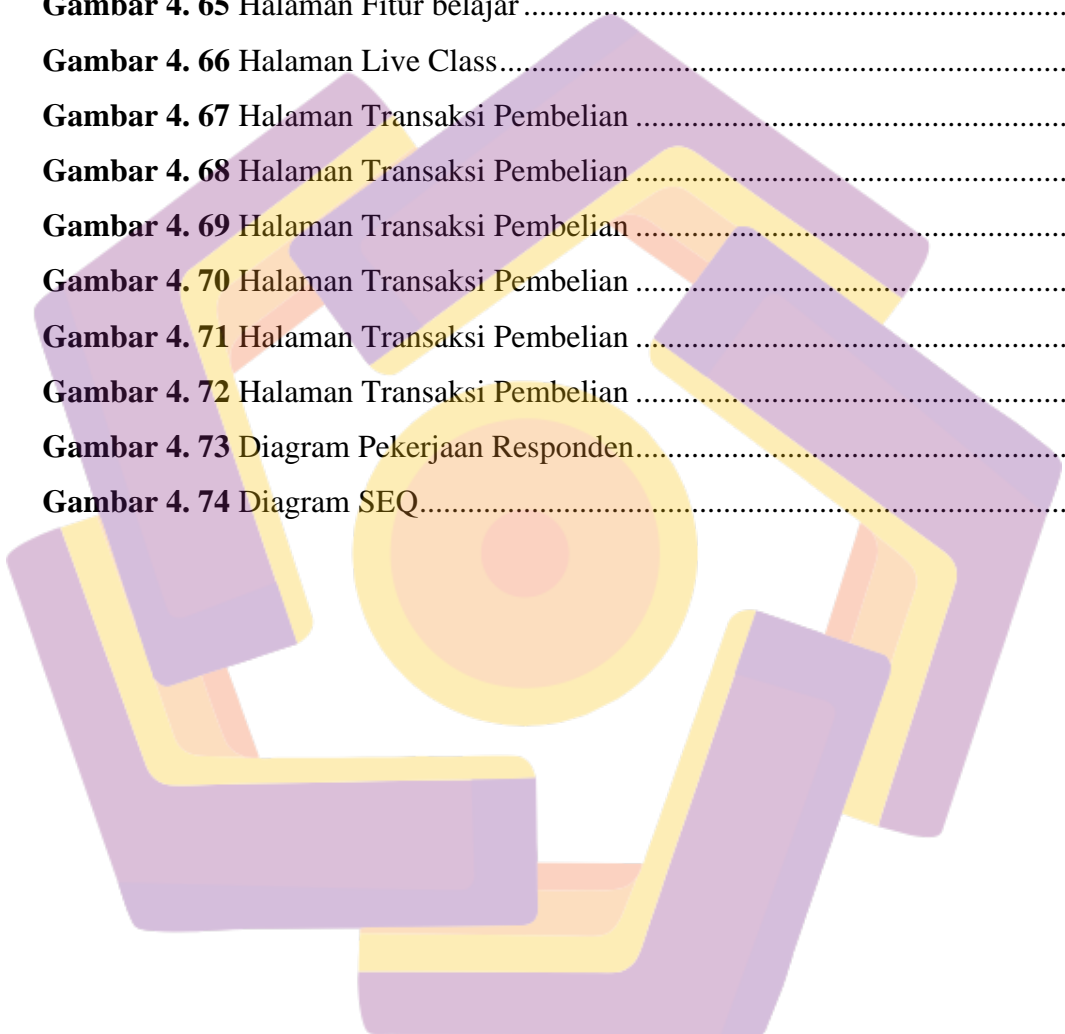 Gambar 4. 65 Halaman Fitur belajar ....................................................................
Gambar 4. 66 Halaman Live Class.......................................................................
Gambar 4. 67 Halaman Transaksi Pembelian ......................................................
Gambar 4. 68 Halaman Transaksi Pembelian ......................................................
Gambar 4. 69 Halaman Transaksi Pembelian ......................................................
Gambar 4. 70 Halaman Transaksi Pembelian ......................................................
Gambar 4. 71 Halaman Transaksi Pembelian ......................................................
Gambar 4. 72 Halaman Transaksi Pembelian ......................................................
Gambar 4. 73 Diagram Pekerjaan Responden......................................................
Gambar 4. 74 Diagram SEQ.................................................................................